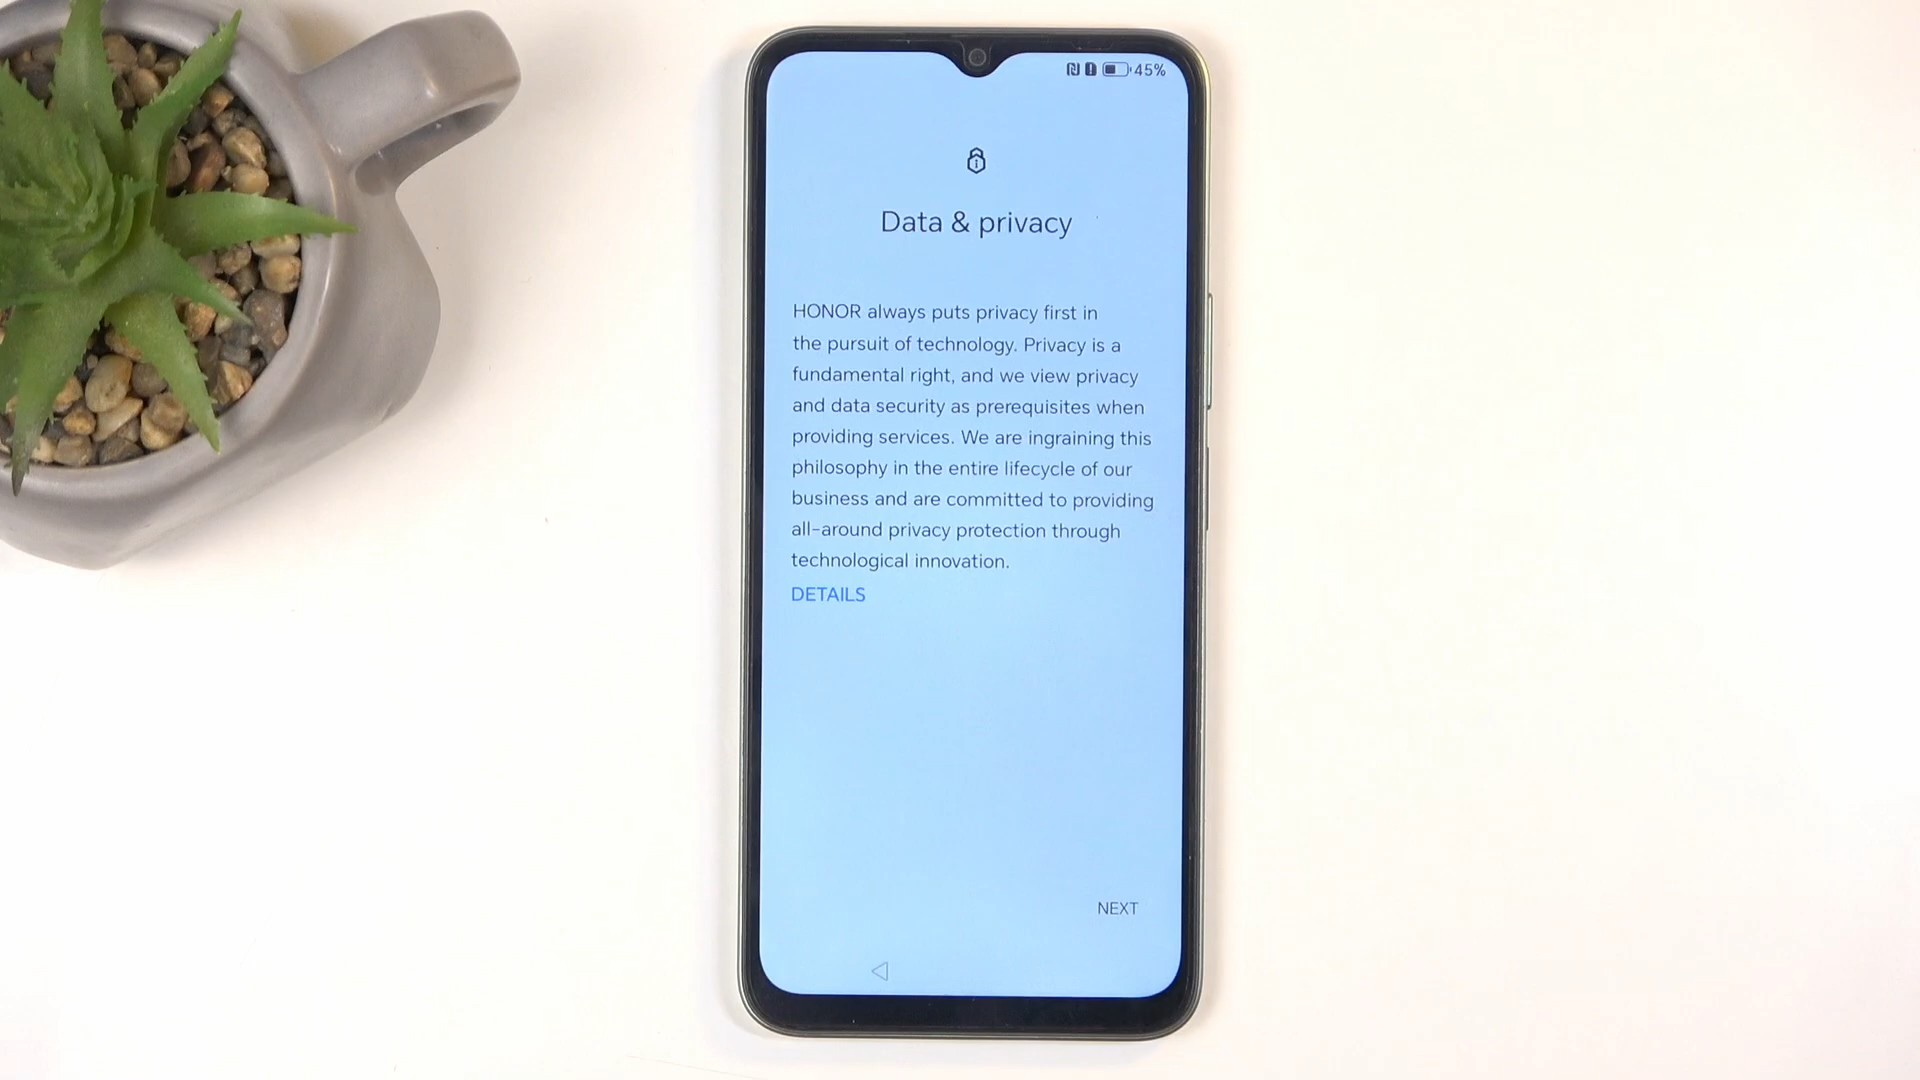 45%
Data & privacy
HONOR always puts privacy first in
the pursuit of technology. Privacy is a
fundamental right, and we view privacy
and data security as prerequisites when
providing services. We are ingraining this
philosophy in the entire lifecycle of our
business and are committed to providing
all-around privacy protection through
technological innovation.
DETAILS
NEXT